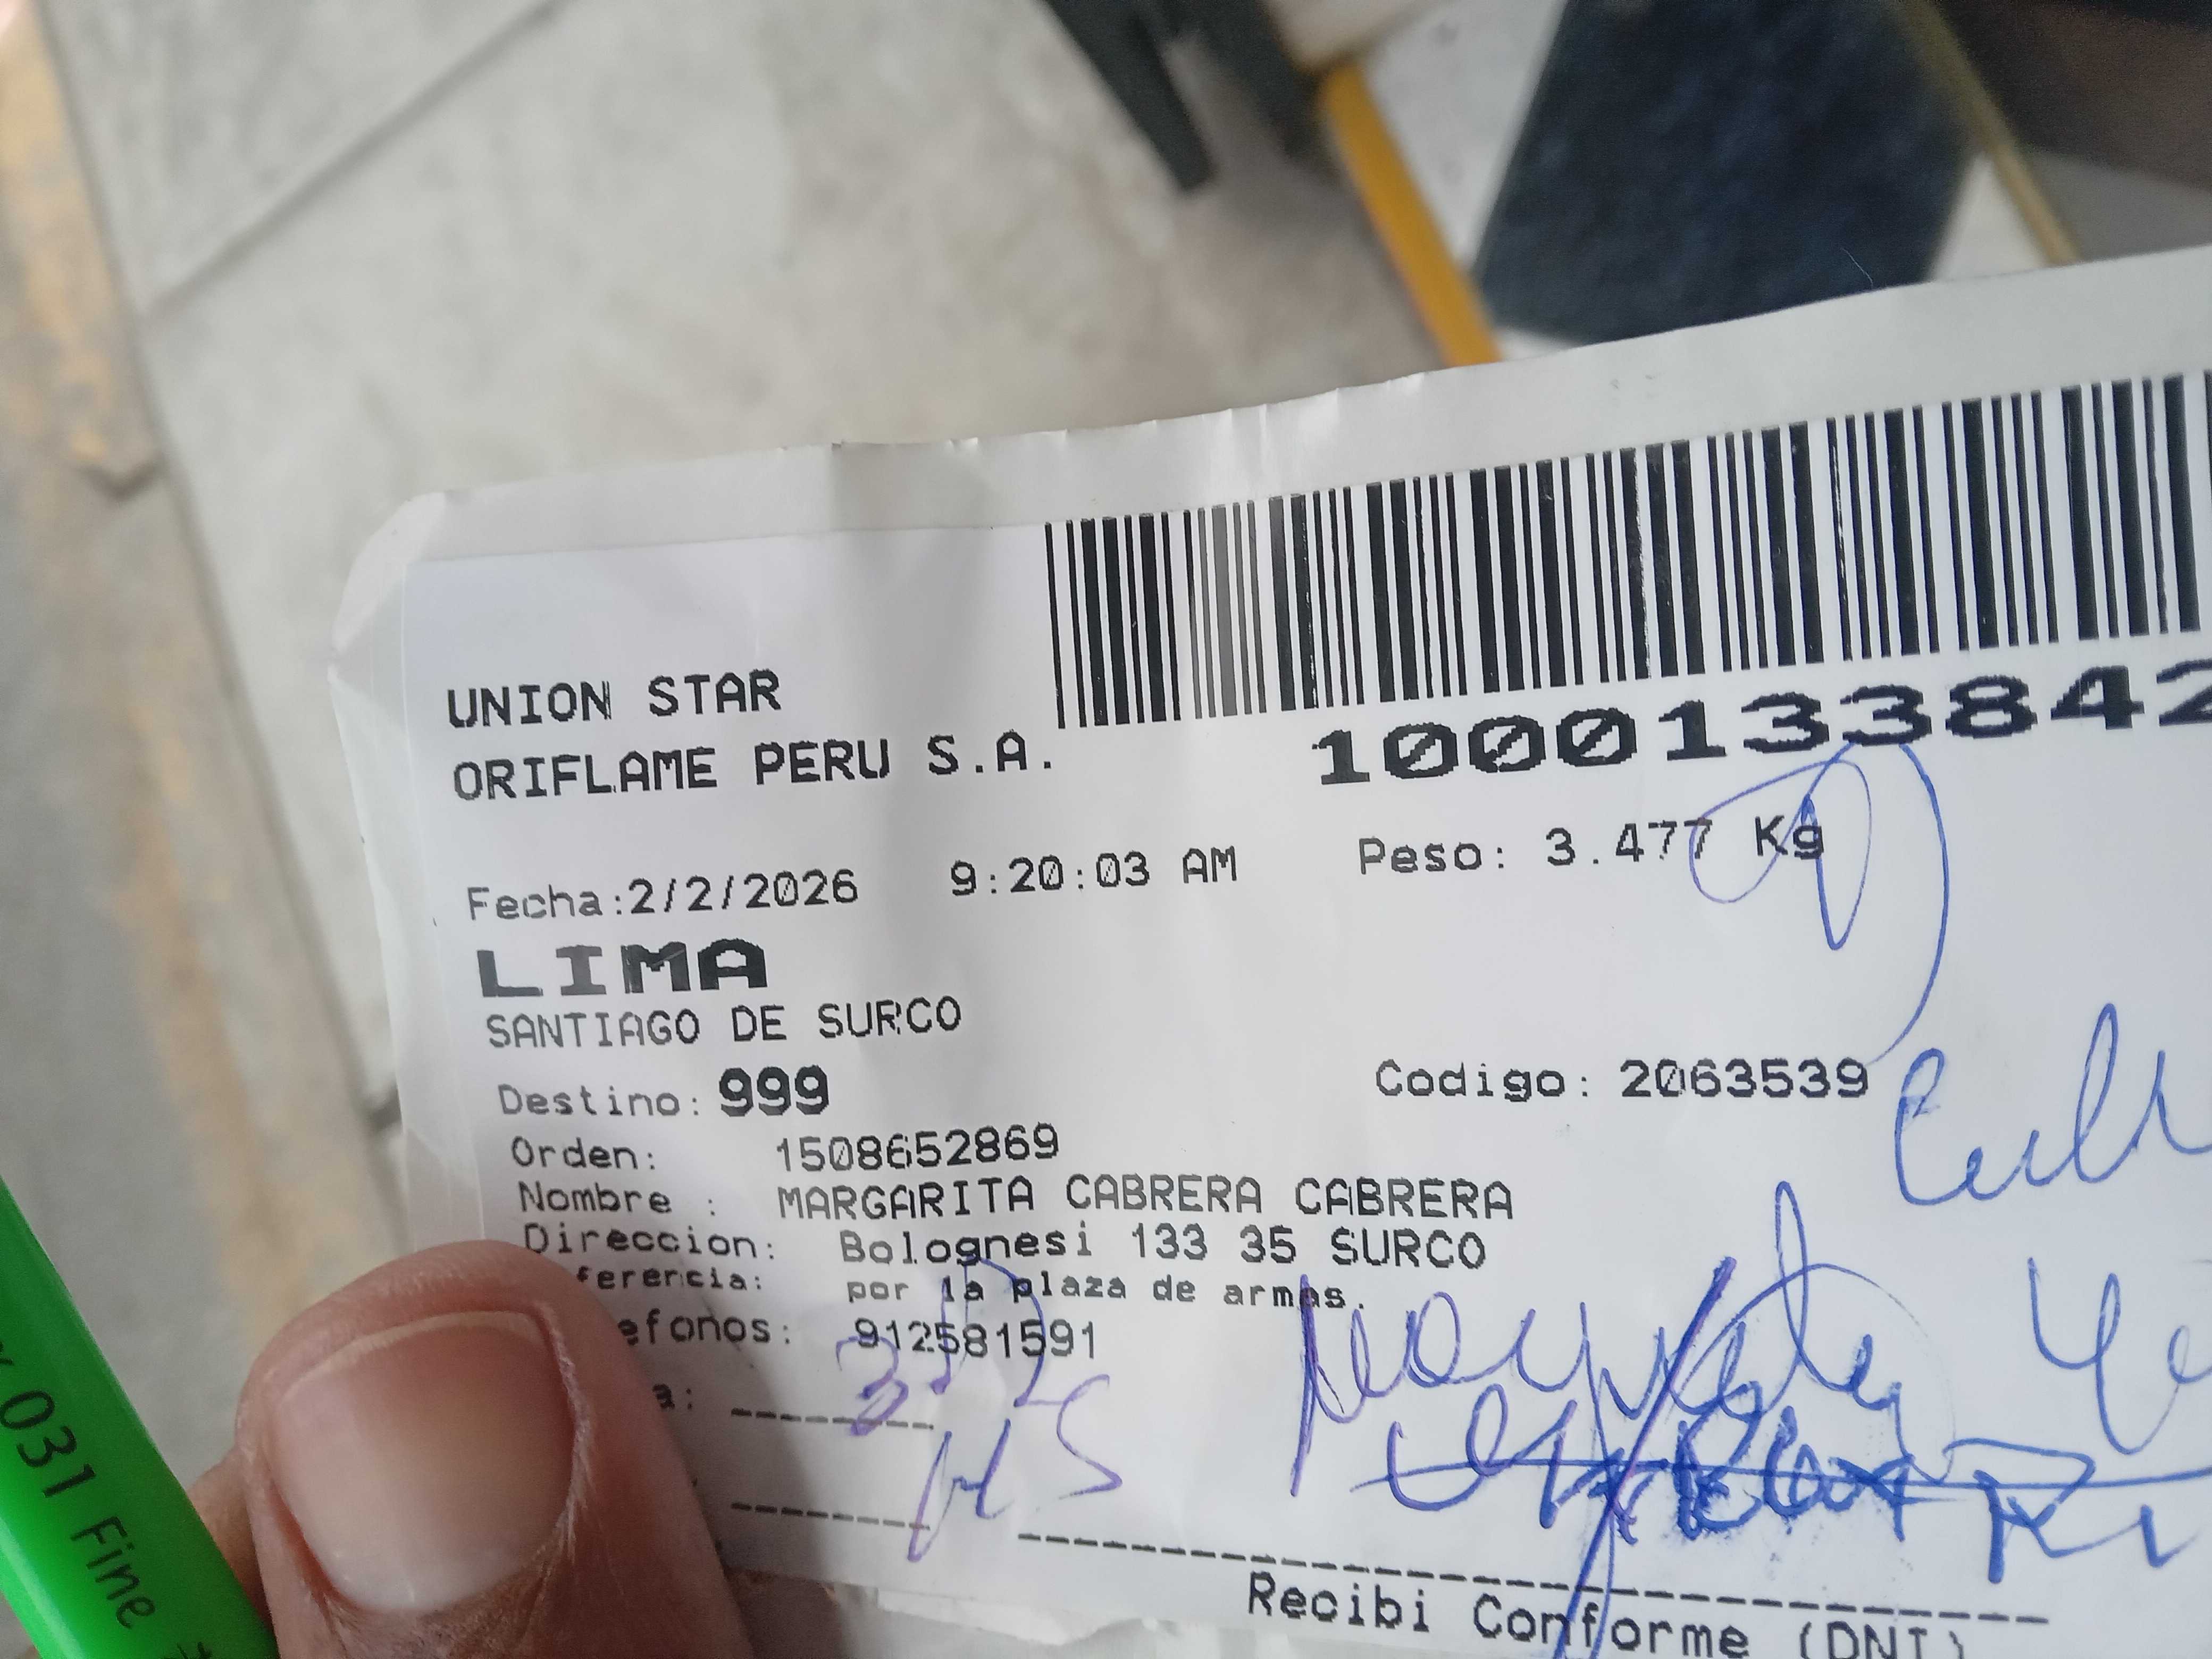 UNION STAR
ORIFLAME PERU S.A.
1000133842
Fecha:2/2/2026 9:20:03 AM Peso: 3.477 Kg
LIMA
SANTIAGO DE SURCO
Destino: 999 Codigo: 2063539
Orden: 1508652869
Nombre : MARGARITA CABRERA CABRERA
Direccion: Bolognesi 133 35 SURCO
ferencia: por la plaza de armas.
efonos: 912581591
a:
Recibi Conforme (DNI)
031 Fine